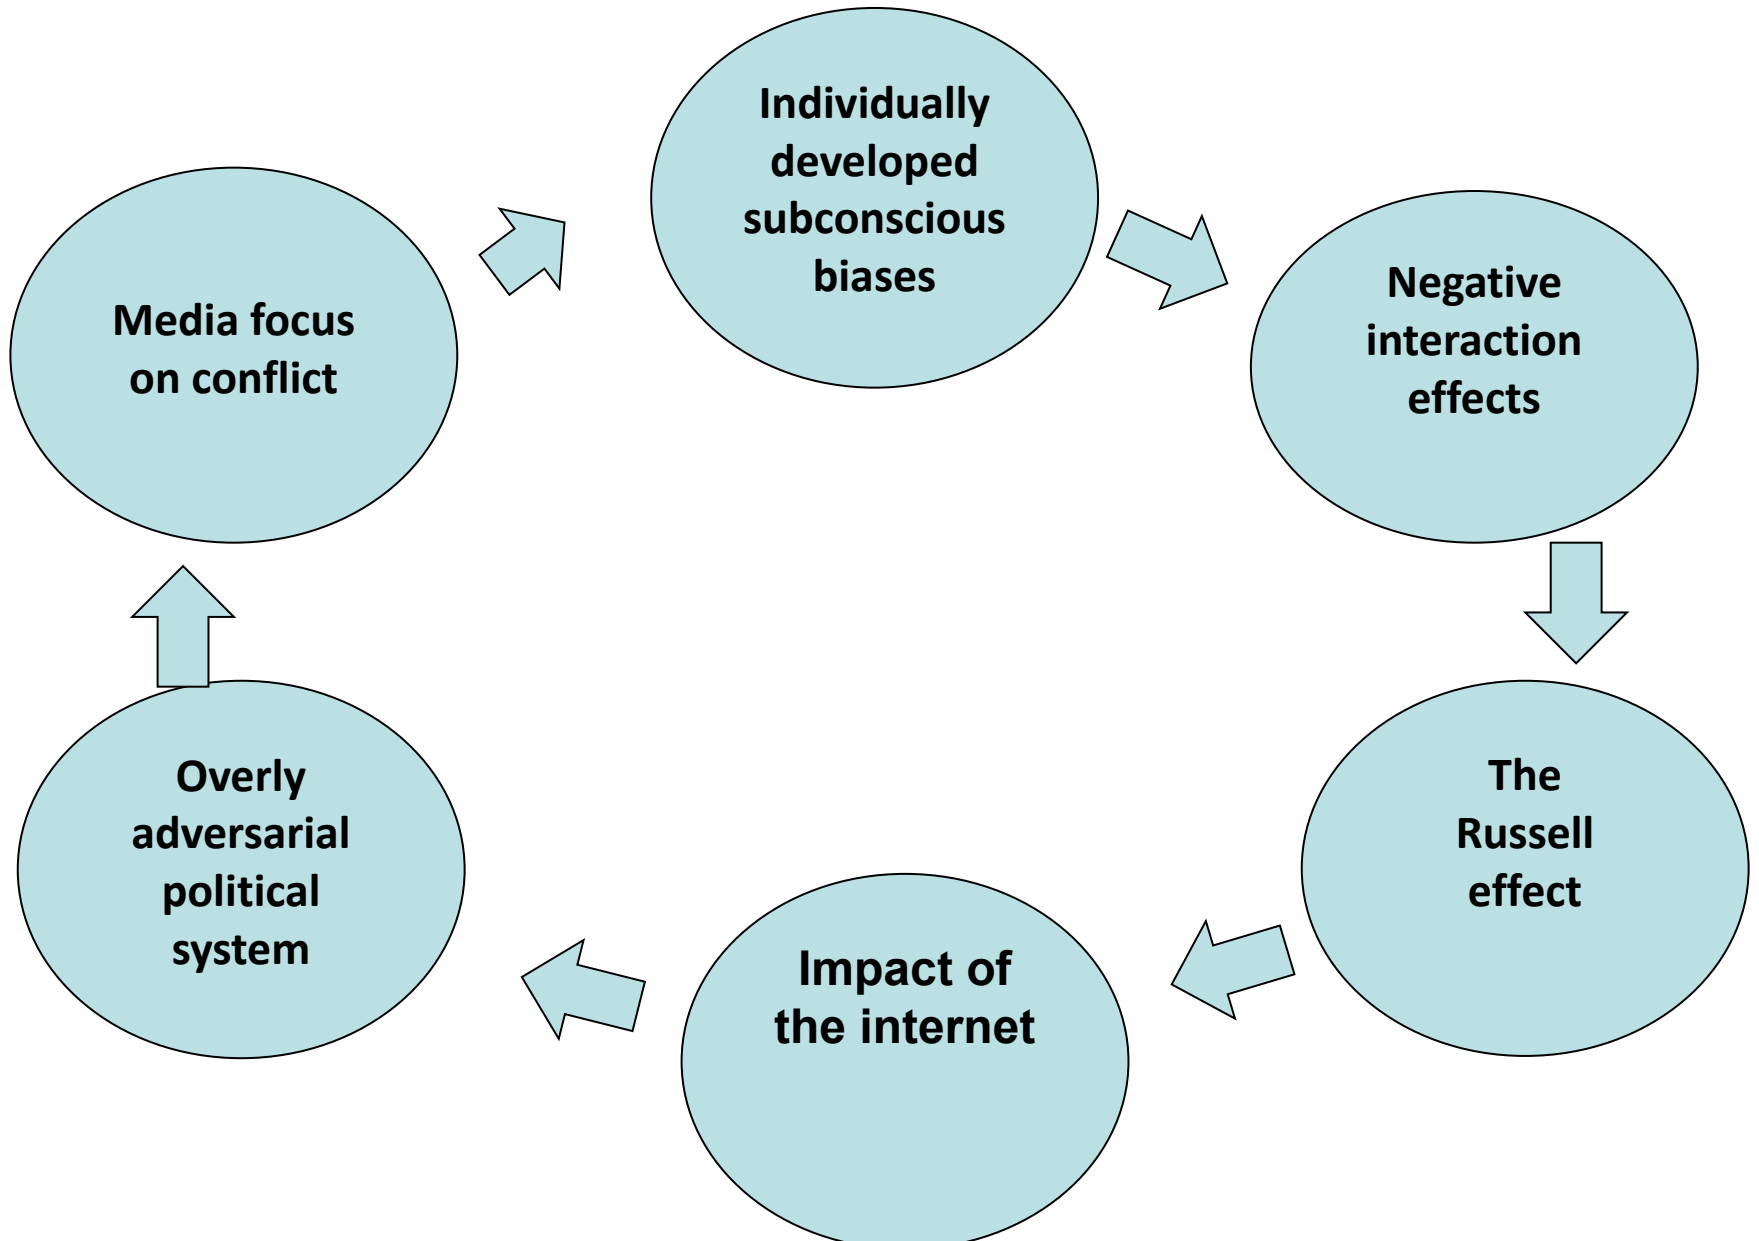 Individually
developed
subconscious
biases
Negative
interaction
effects
The
Russell
effect
Impact of
the internet
Overly
adversarial
political
system
Media focus
on conflict